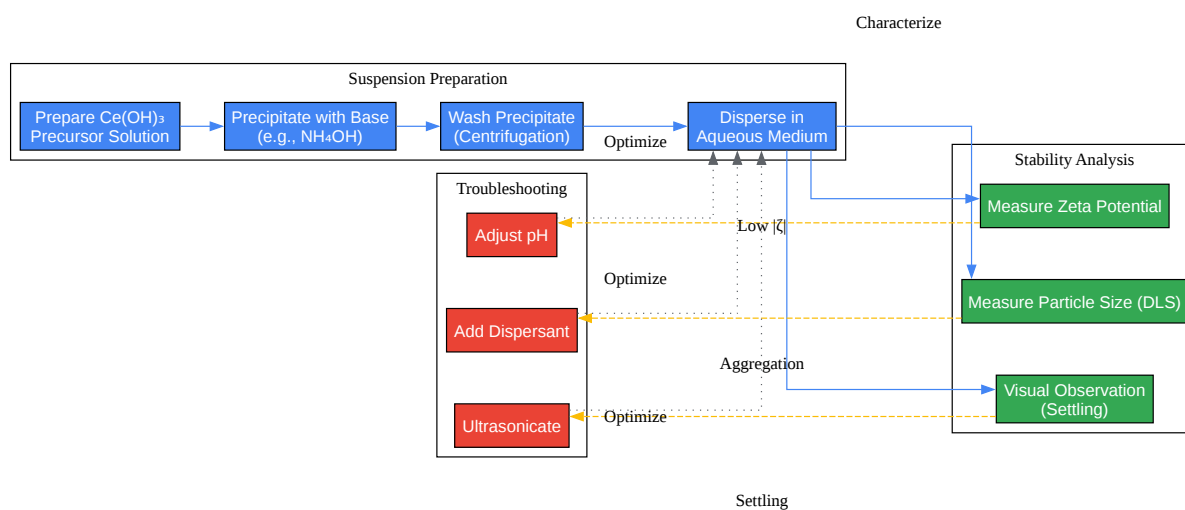 Characterize
Suspension Preparation
Prepare Ce(OH)₃
Precursor Solution
Precipitate with Base
(e.g., NH₄OH)
Wash Precipitate
(Centrifugation)
Optimize
Disperse in
Aqueous Medium
Stability Analysis
Measure Zeta Potential
Measure Particle Size (DLS)
Visual Observation
(Settling)
Troubleshooting
Adjust pH
Low |ζ|
Optimize
Add Dispersant
Aggregation
Ultrasonicate
Optimize
Settling